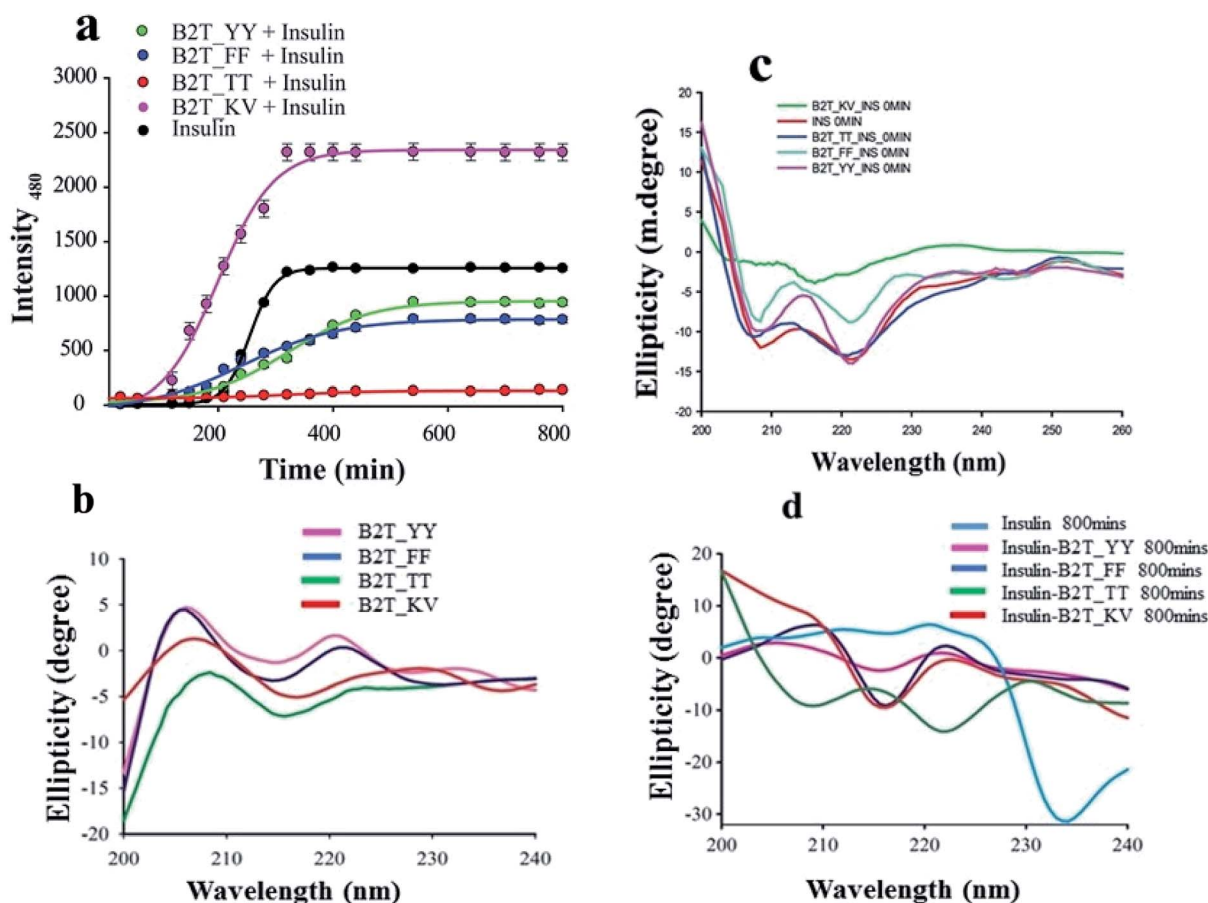 a
B2T_YY + Insulin
B2T_FF + Insulin
B2T_TT + Insulin
B2T_KV + Insulin
Insulin
3000
2500
2000
1500
1000
500
0
200
400
600
800
Intensity 480
Time (min)
c
B2T_KV_INS 0MIN
INS 0MIN
B2T_TT_INS_0MIN
B2T_FF_INS 0MIN
B2T_YY_INS 0MIN
20
15
10
5
0
-5
-10
-15
-20
200
210
220
230
240
250
260
Ellipticity (m.degree)
Wavelength (nm)
b
B2T_YY
B2T_FF
B2T_TT
B2T_KV
10
5
0
-5
-10
-15
-20
200
210
220
230
240
Ellipticity (degree)
Wavelength (nm)
d
Insulin 800mins
Insulin-B2T_YY 800mins
Insulin-B2T_FF 800mins
Insulin-B2T_TT 800mins
Insulin-B2T_KV 800mins
20
10
0
-10
-20
-30
200
210
220
230
240
Ellipticity (degree)
Wavelength (nm)